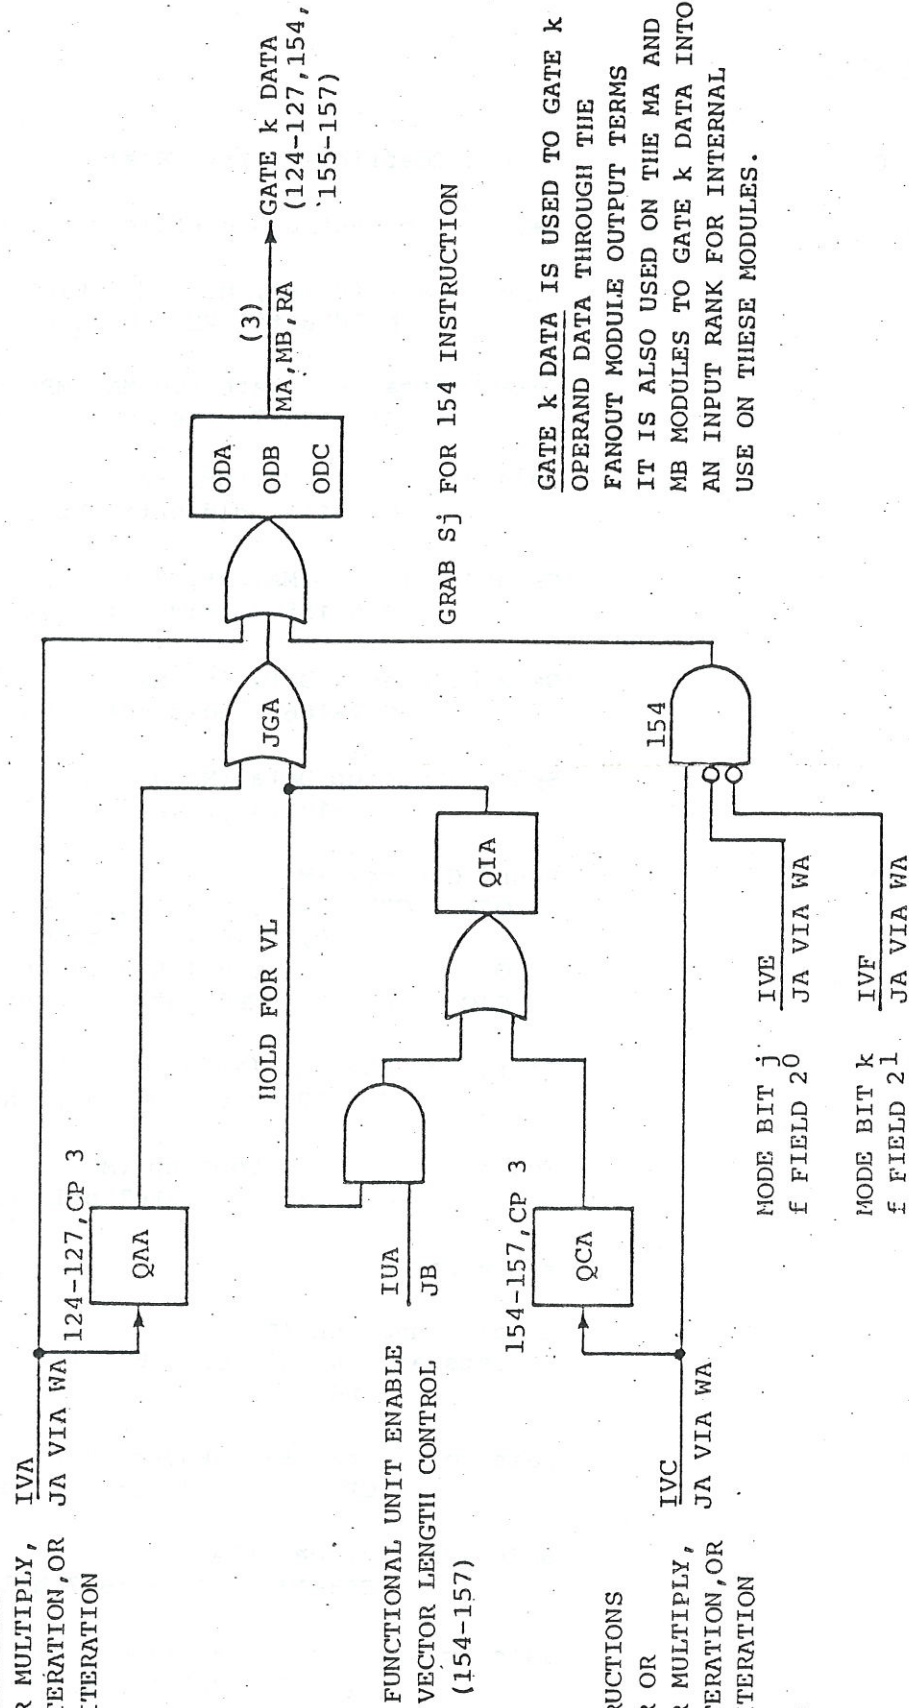 R MULTIPLY,
TERATION, OR
ITERATION
IVA
JA VIA WA
124-127, CP 3
QAA
FUNCTIONAL UNIT ENABLE
VECTOR LENGTH CONTROL
(154-157)
IUA
JB
HOLD FOR VL
154-157, CP 3
QCA
RUCTIONS
R OR
R MULTIPLY,
TERATION, OR
TERATION
IVC
JA VIA WA
QIA
JGA
MODE BIT j
f FIELD 2⁰
IVE
JA VIA WA
MODE BIT k
f FIELD 2¹
IVF
JA VIA WA
154
ODA
ODB
ODC
(3)
MA, MB, RA
GATE k DATA
(124-127, 154,
155-157)
GRAB Sj FOR 154 INSTRUCTION
GATE k DATA IS USED TO GATE k
OPERAND DATA THROUGH THE
FANOUT MODULE OUTPUT TERMS
IT IS ALSO USED ON THE MA AND
MB MODULES TO GATE k DATA INTO
AN INPUT RANK FOR INTERNAL
USE ON THESE MODULES.